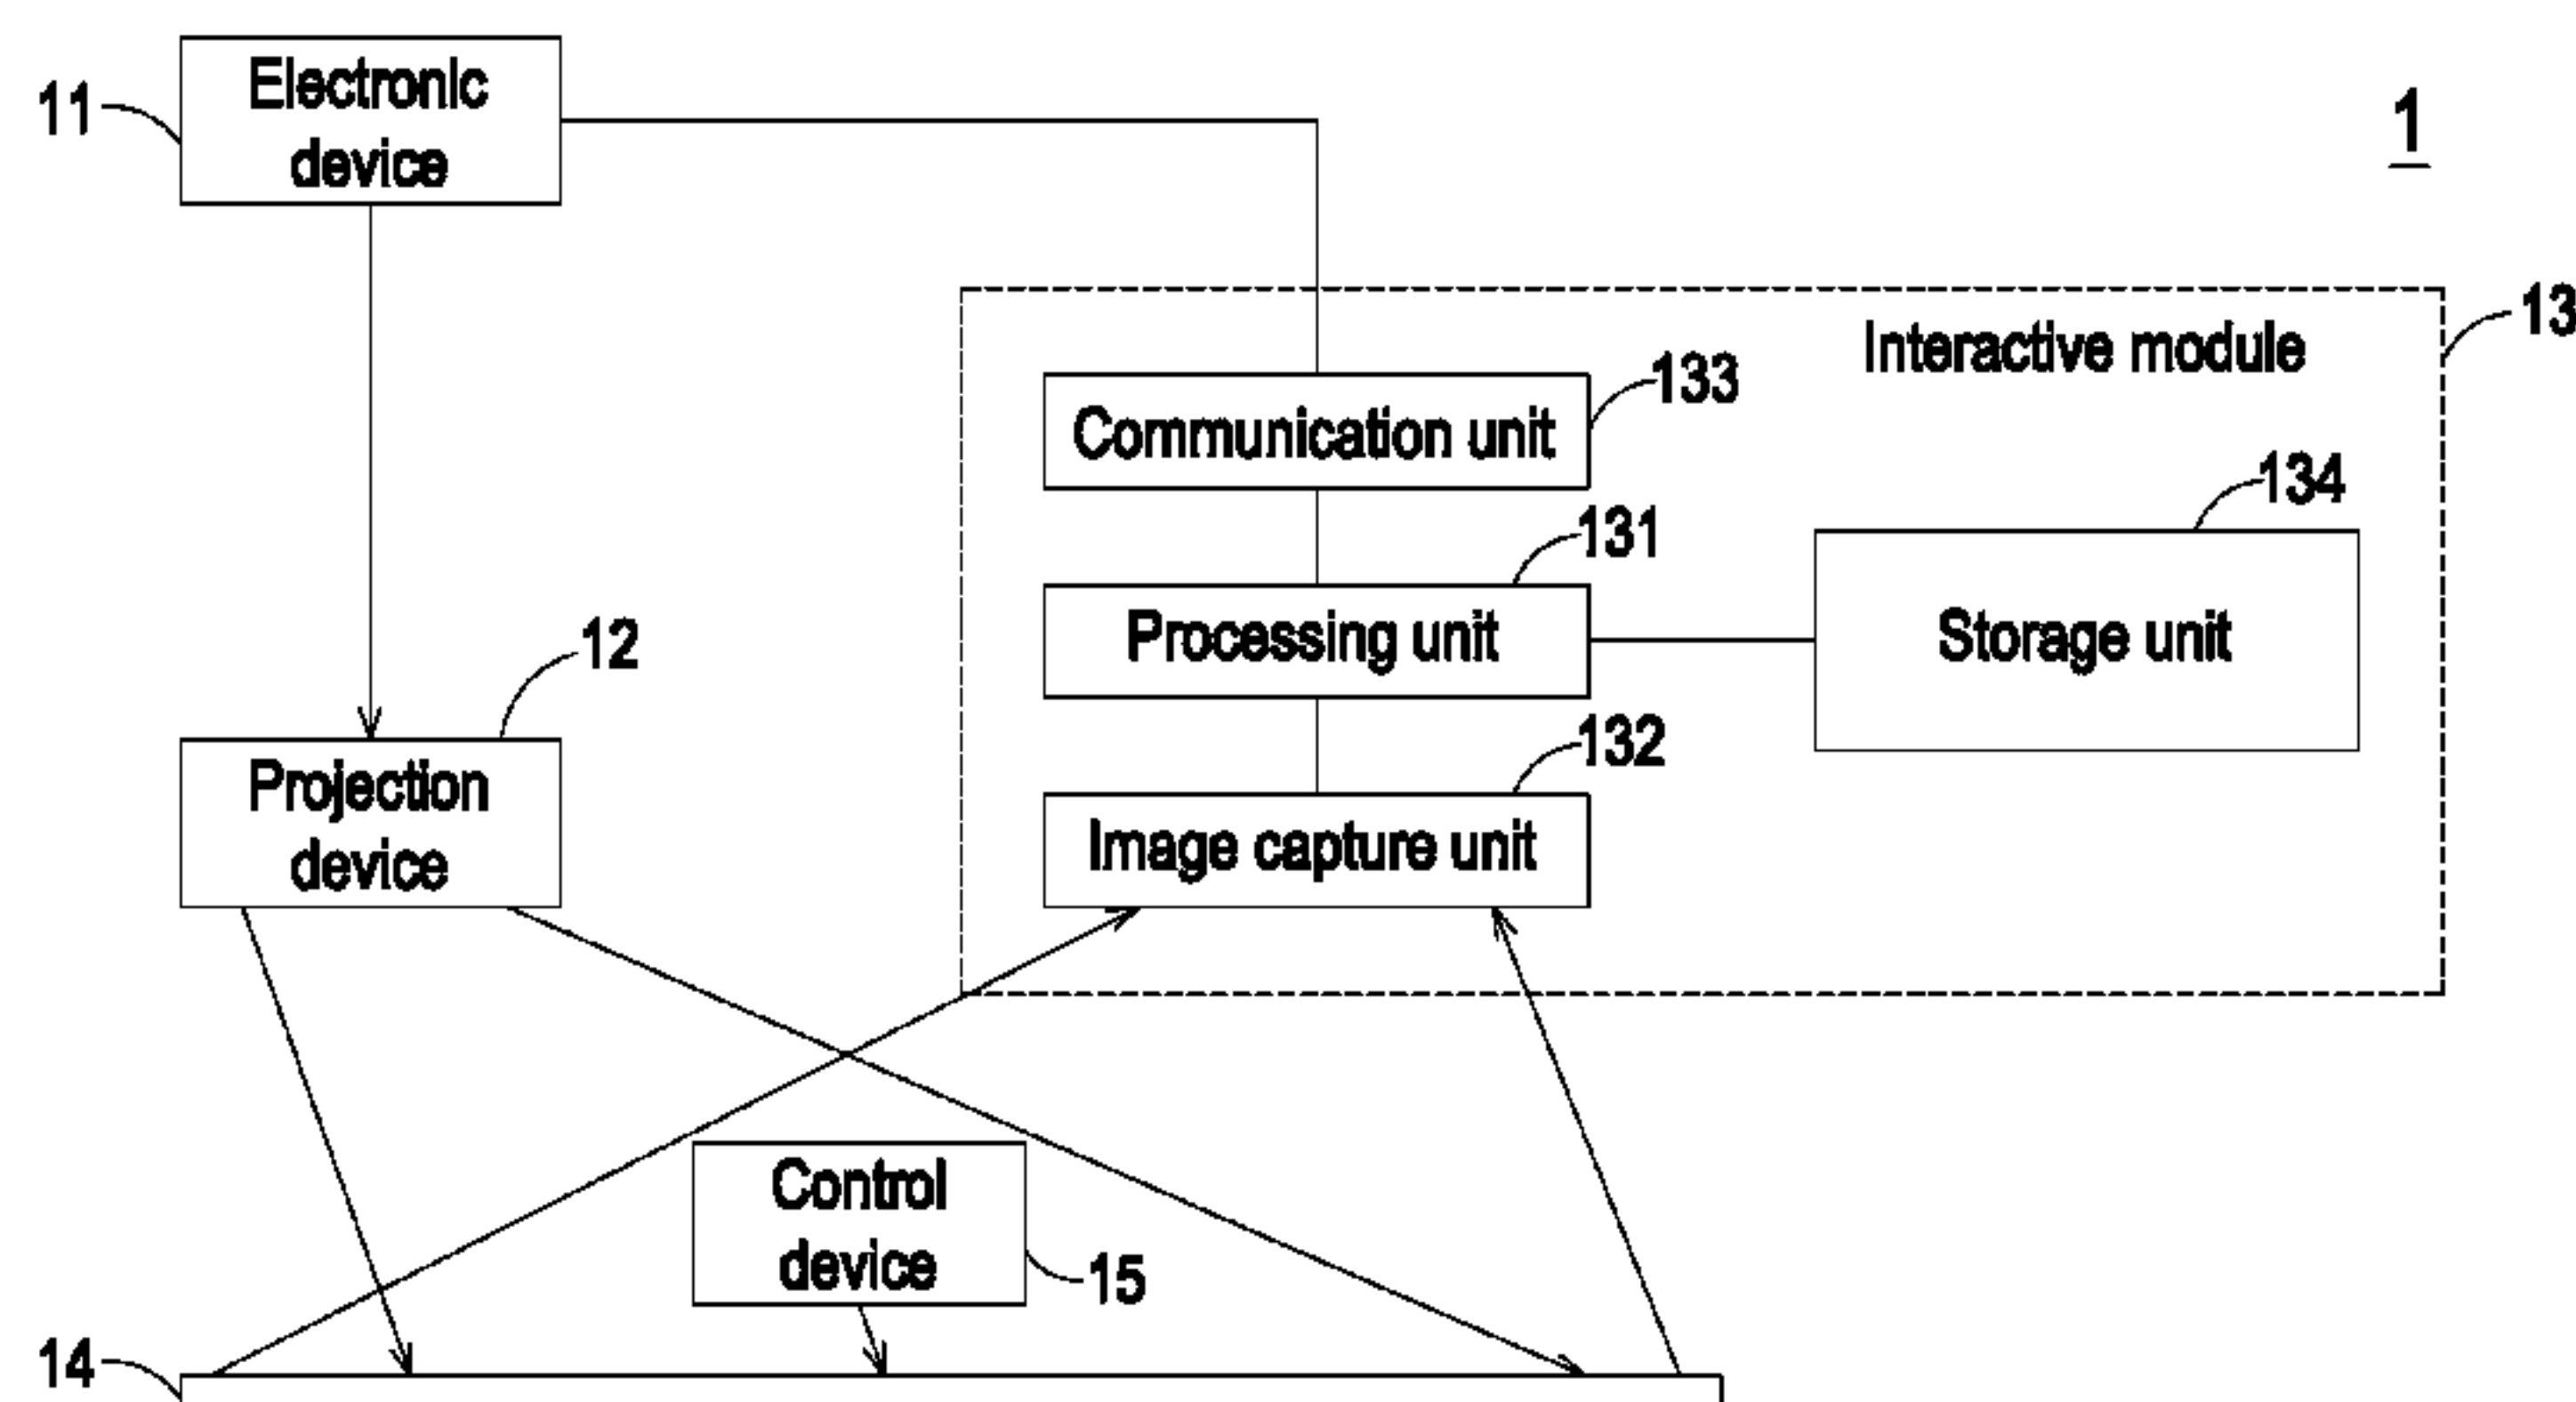 Electronic
device
11
1
Interactive module
13
Communication unit
133
134
131
Processing unit
Storage unit
12
132
Projection
device
Image capture unit
Control
device
15
14